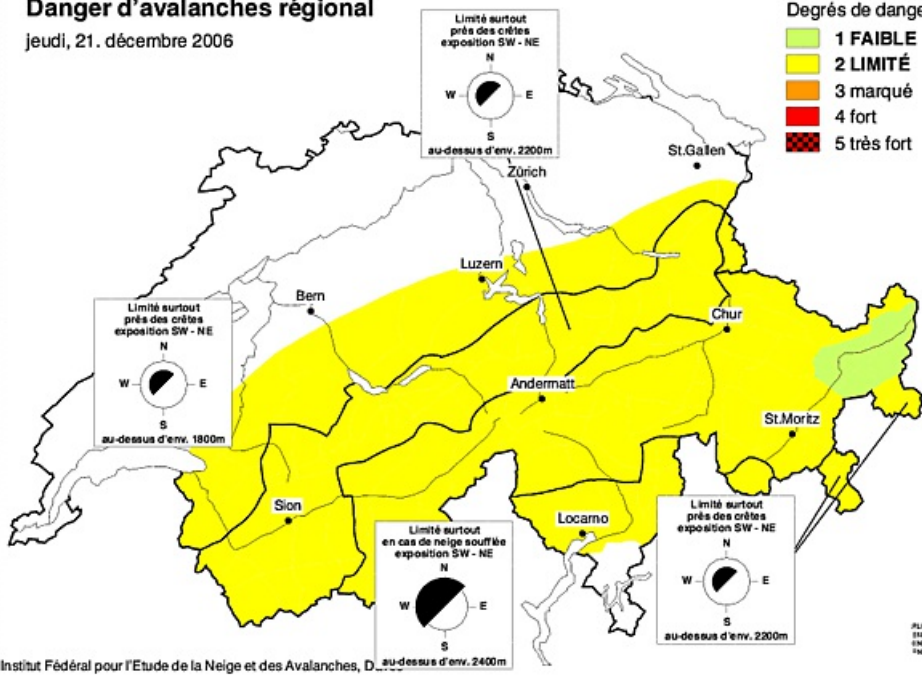 Danger d'avalanches régional
jeudi, 21. décembre 2006
Degrés de dange
1 FAIBLE
2 LIMITÉ
3 marqué
4 fort
5 très fort
Limité surtout
près des crêtes
exposition SW - NE
N
W
E
S
au-dessus d'env. 2200m
St.Gallen
Zürich
Luzern
Bern
Chur
Andermatt
St.Moritz
Sion
Locarno
Limité surtout
près des crêtes
exposition SW - NE
N
W
E
S
au-dessus d'env. 1800m
Limité surtout
en cas de neige soufflée
exposition SW - NE
N
W
E
S
au-dessus d'env. 2400m
Limité surtout
près des crêtes
exposition SW - NE
N
W
E
S
au-dessus d'env. 2200m
Institut Fédéral pour l'Etude de la Neige et des Avalanches,